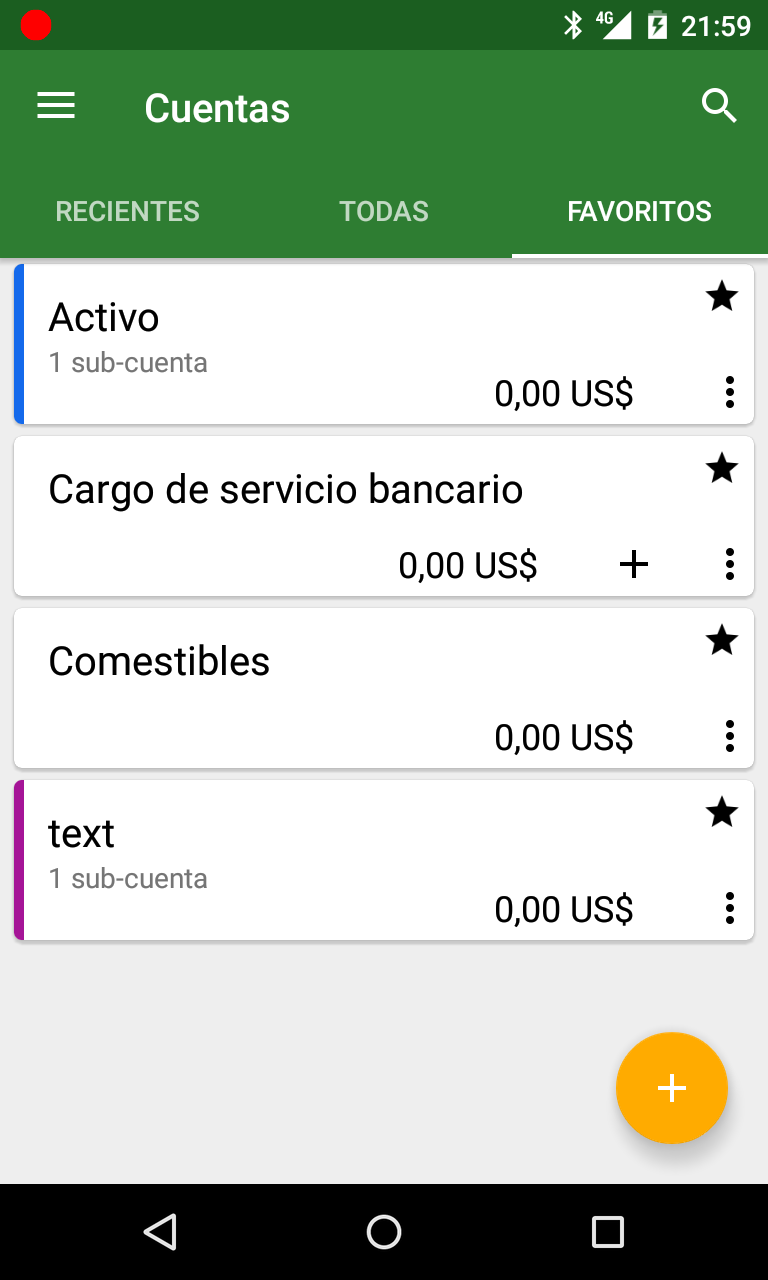 4G 21:59
Cuentas
RECIENTES TODAS FAVORITOS
Activo
1 sub-cuenta
0,00 US$
Cargo de servicio bancario
0,00 US$
Comestibles
0,00 US$
text
1 sub-cuenta
0,00 US$